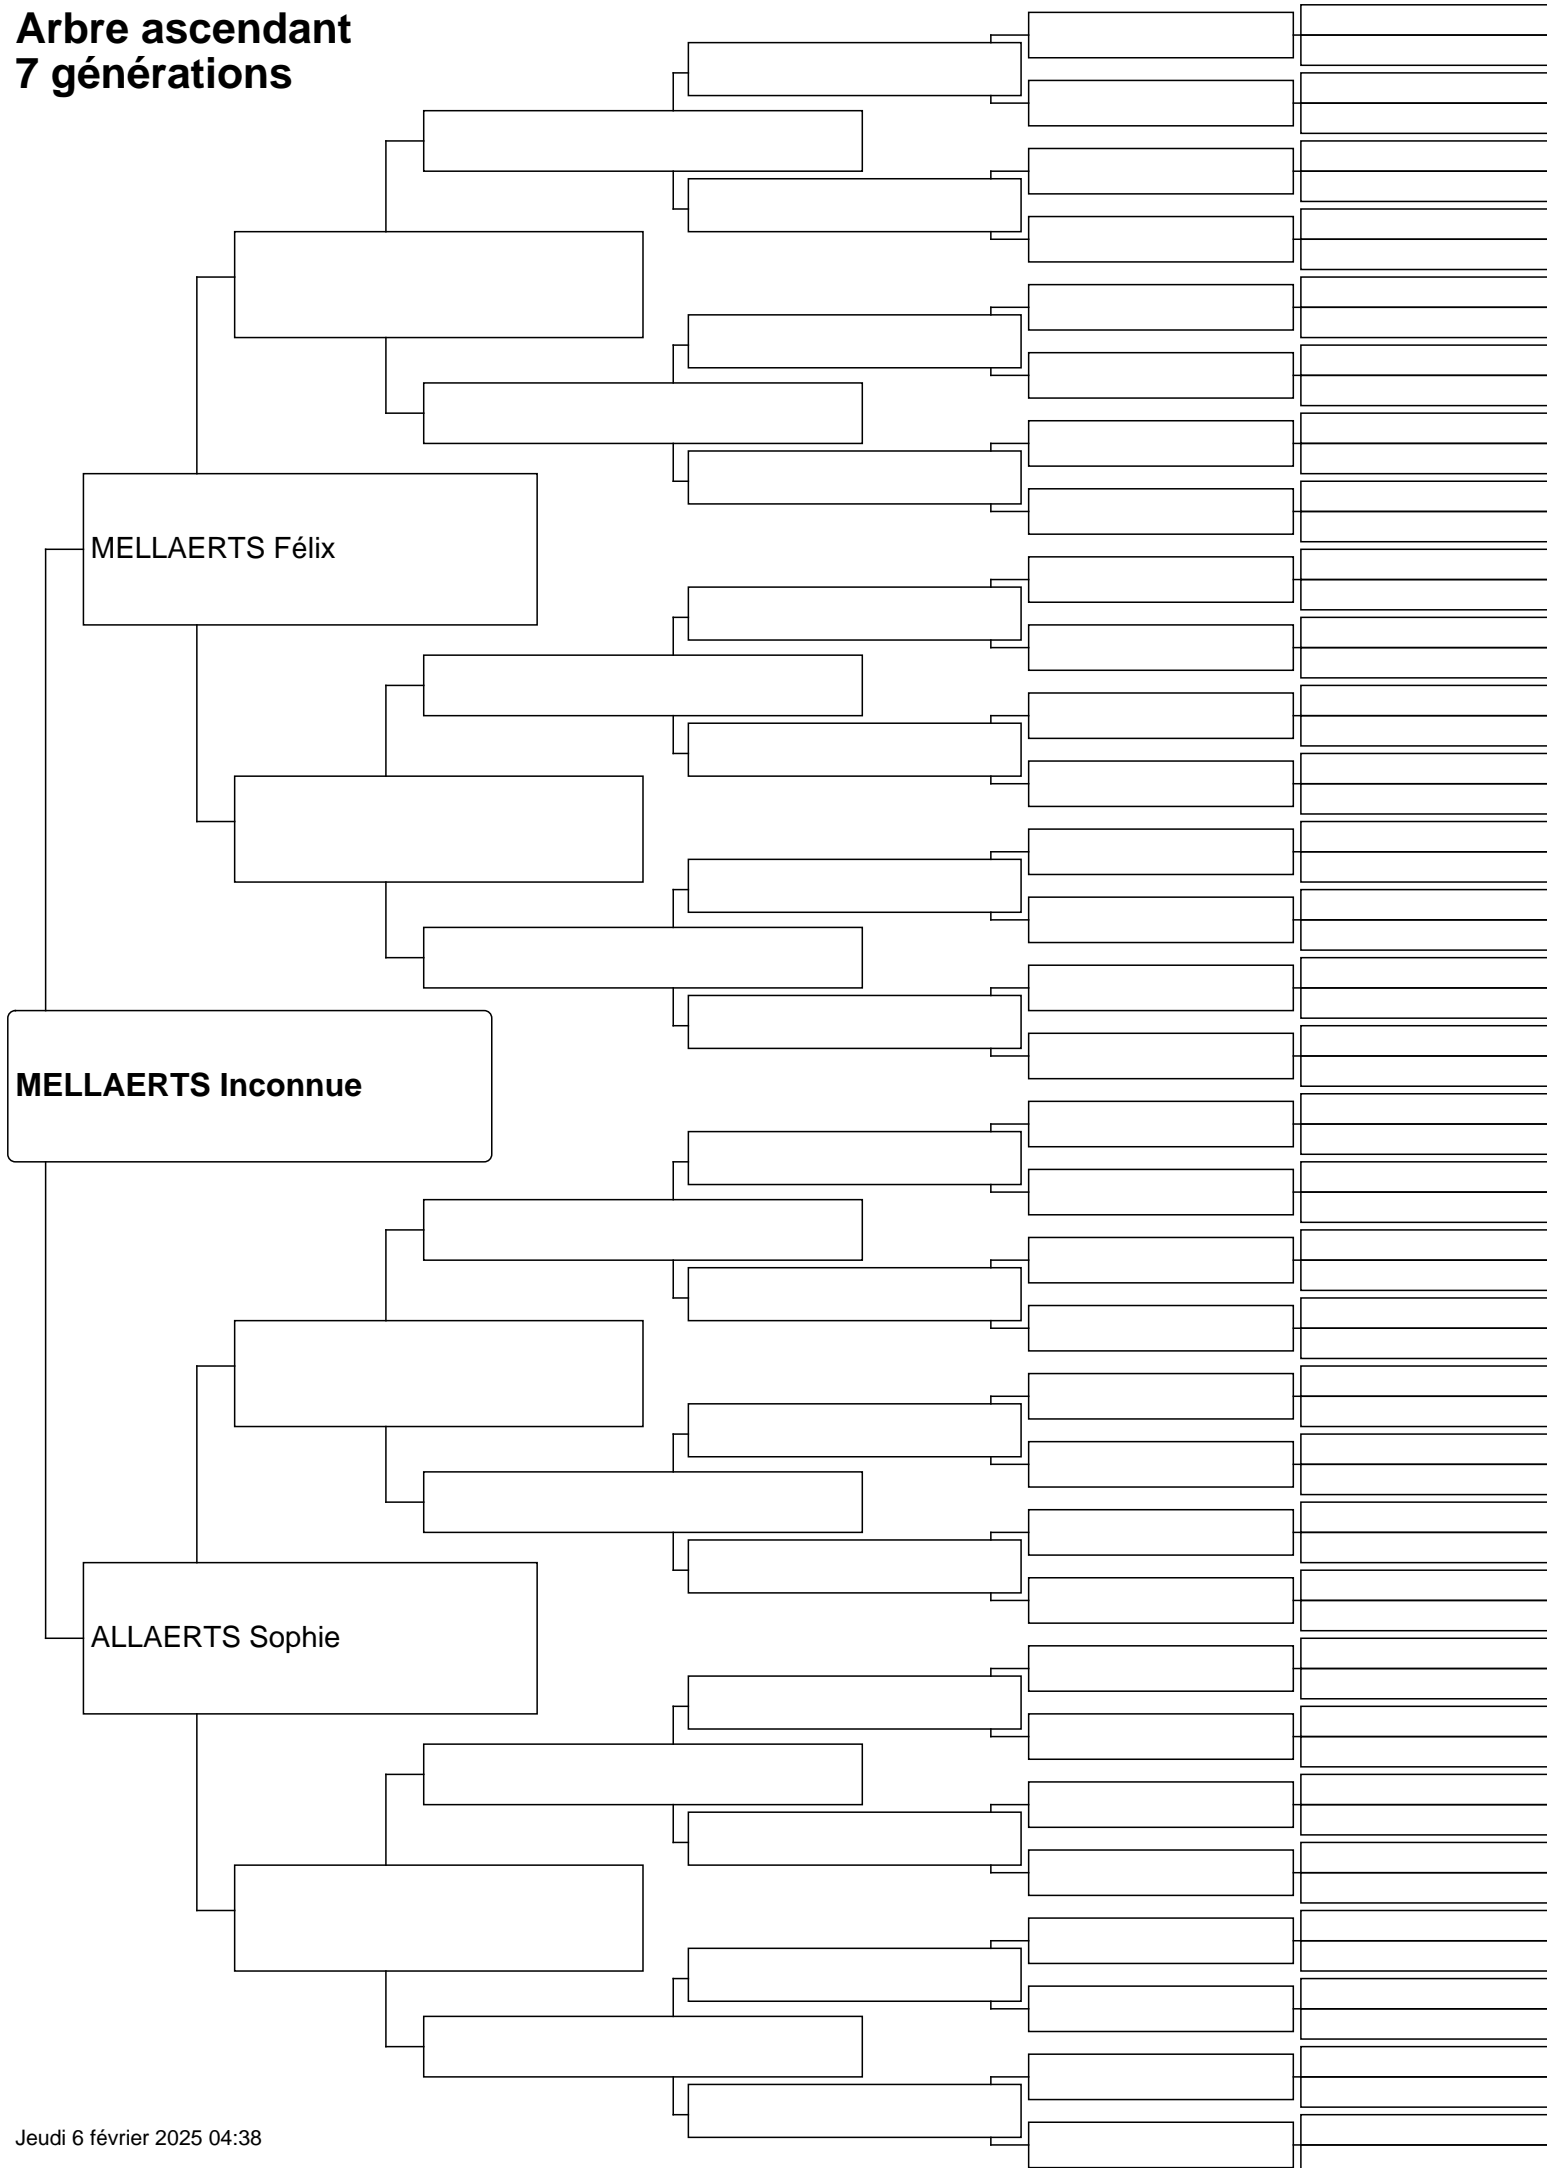 Arbre ascendant
7 générations
MELLAERTS Félix
MELLAERTS Inconnue
ALLAERTS Sophie
Jeudi 6 février 2025 04:38